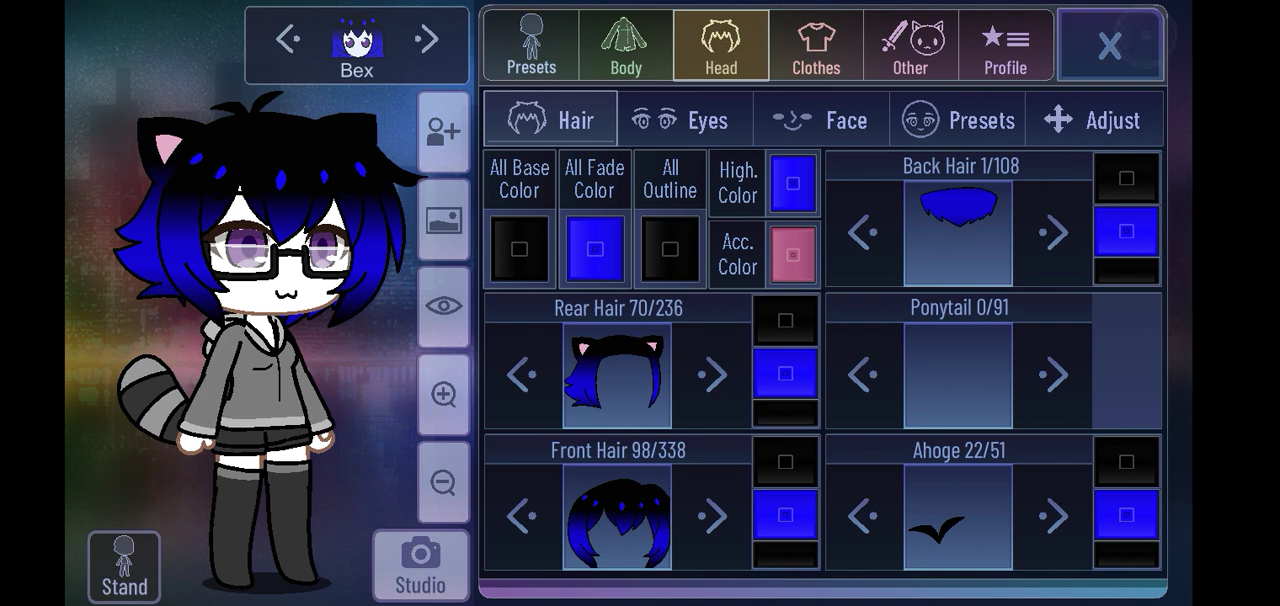 Bex
Presets
Body
Head
Clothes
Other
Profile
Hair
Eyes
Face
Presets
Adjust
All Base
Color
All Fade
Color
All
Outline
High.
Color
Acc.
Color
Back Hair 1/108
Rear Hair 70/236
Ponytail 0/91
Front Hair 98/338
Ahoge 22/51
Stand
Studio